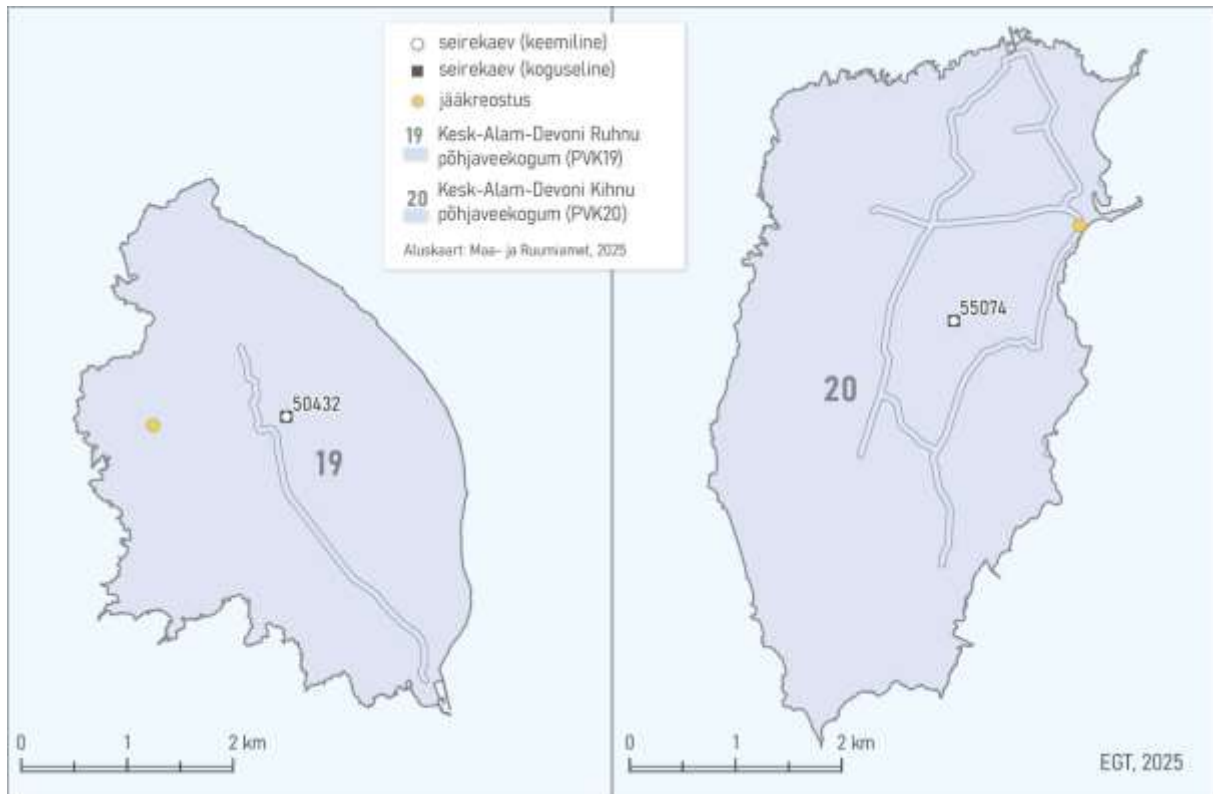 seirekaev (keemiline)
seirekaev (koguseline)
jääkreostus
19 Kesk-Alam-Devoni Ruhnu
põhjaveekogum (PVK19)
20 Kesk-Alam-Devoni Kihnu
põhjaveekogum (PVK20)
Aluskaart: Maa- ja Ruumiamet, 2025
50432
19
55074
20
0 1 2 km
0 1 2 km
EGT, 2025